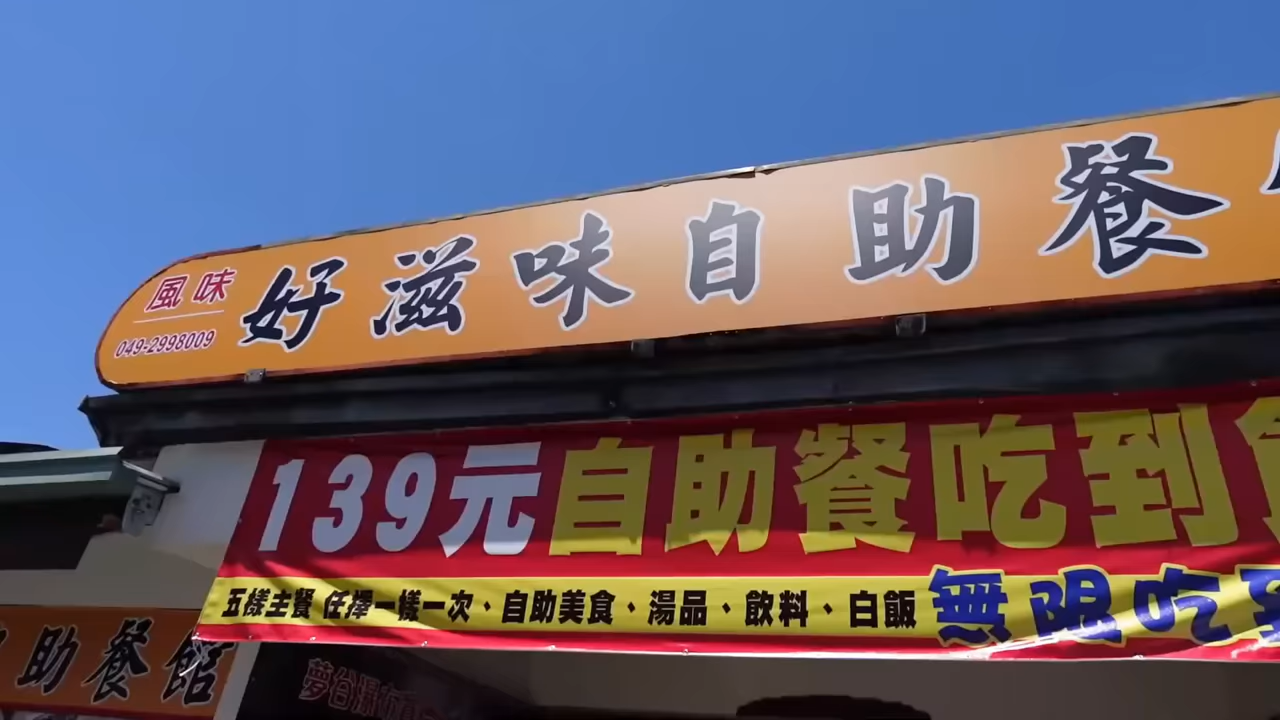 風味
049-2998009
好滋味自助餐
139元自助餐吃到
五樣主餐 任擇一樣一次、自助美食、湯品、飲料、白飯
無限吃到
助餐館